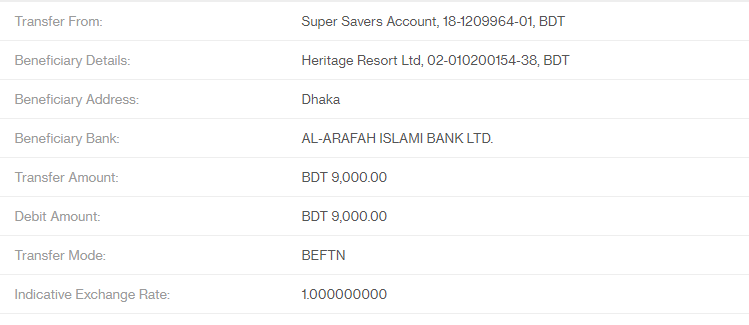 Transfer From: Super Savers Account, 18-1209964-01, BDT
Beneficiary Details: Heritage Resort Ltd, 02-010200154-38, BDT
Beneficiary Address: Dhaka
Beneficiary Bank: AL-ARAFAH ISLAMI BANK LTD.
Transfer Amount: BDT 9,000.00
Debit Amount: BDT 9,000.00
Transfer Mode: BEFTN
Indicative Exchange Rate: 1.000000000